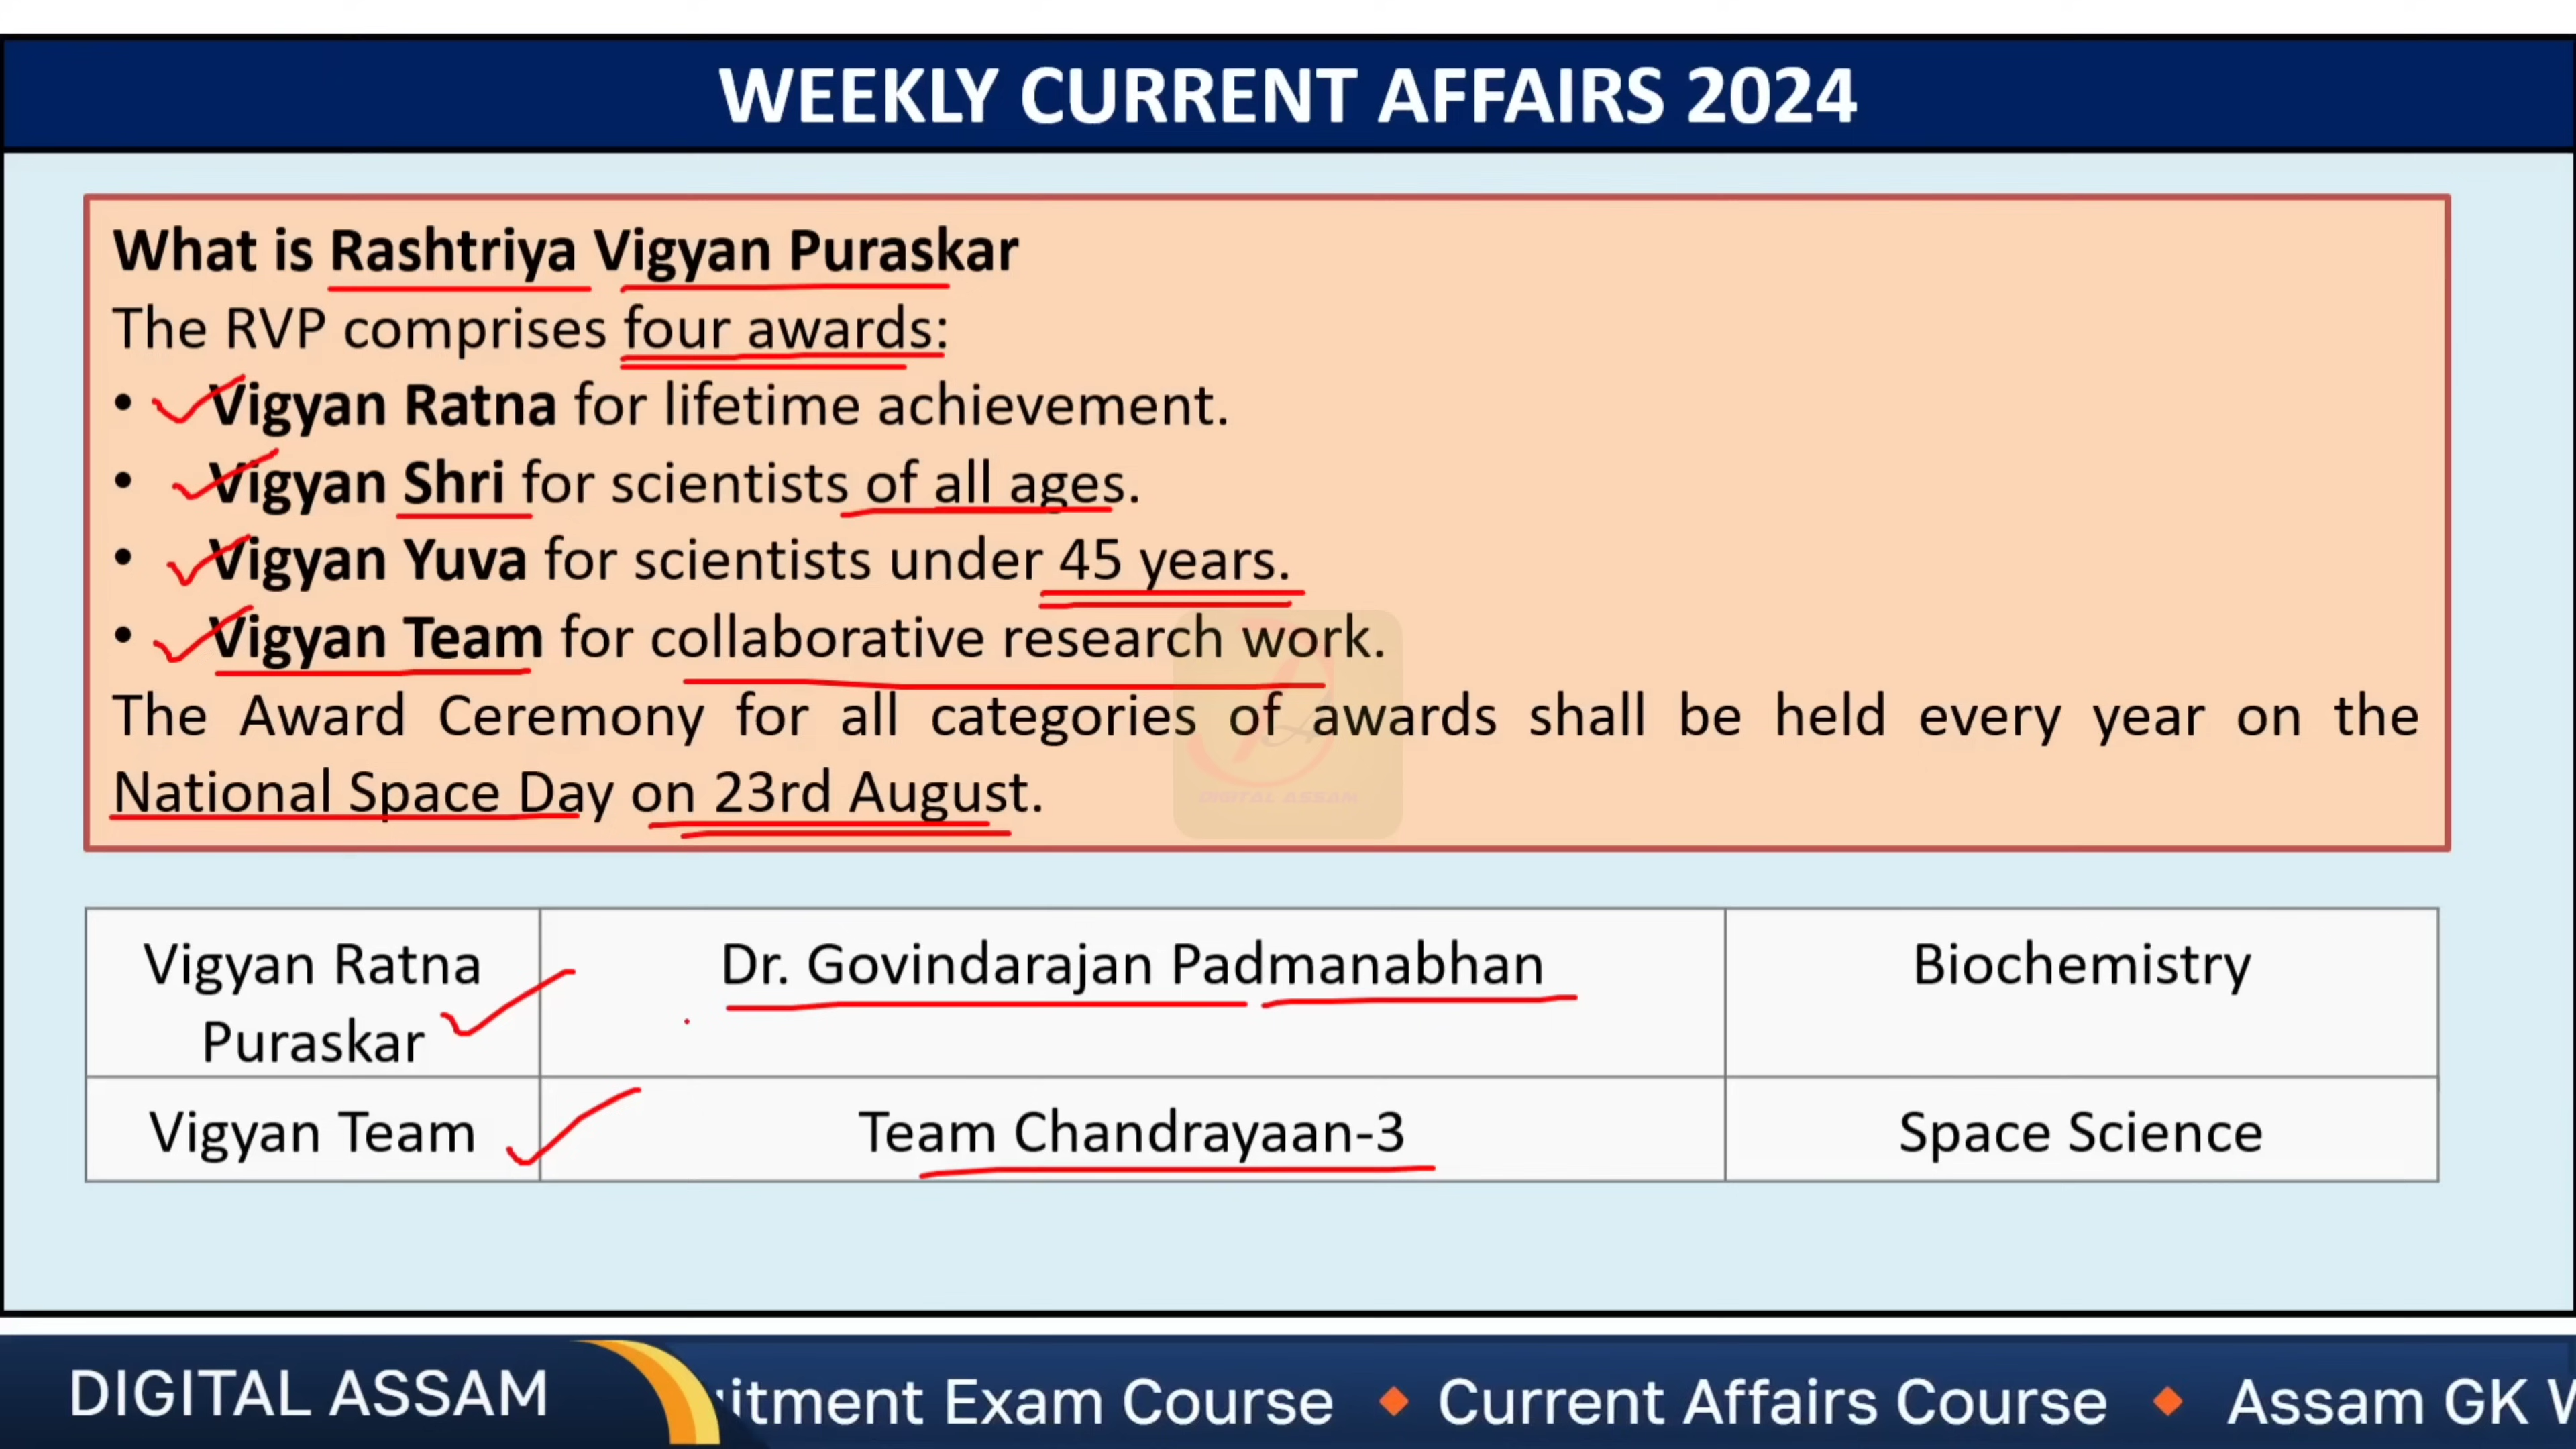 WEEKLY CURRENT AFFAIRS 2024
What is Rashtriya Vigyan Puraskar
The RVP comprises four awards:
• Vigyan Ratna for lifetime achievement.
• Vigyan Shri for scientists of all ages.
• Vigyan Yuva for scientists under 45 years.
• Vigyan Team for collaborative research work.
The Award Ceremony for all categories of awards shall be held every year on the
National Space Day on 23rd August.
DIGITAL ASSAM
Vigyan Ratna
Puraskar
Dr. Govindarajan Padmanabhan
Biochemistry
Vigyan Team
Team Chandrayaan-3
Space Science
DIGITAL ASSAM
uitment Exam Course ◆ Current Affairs Course ◆ Assam GK